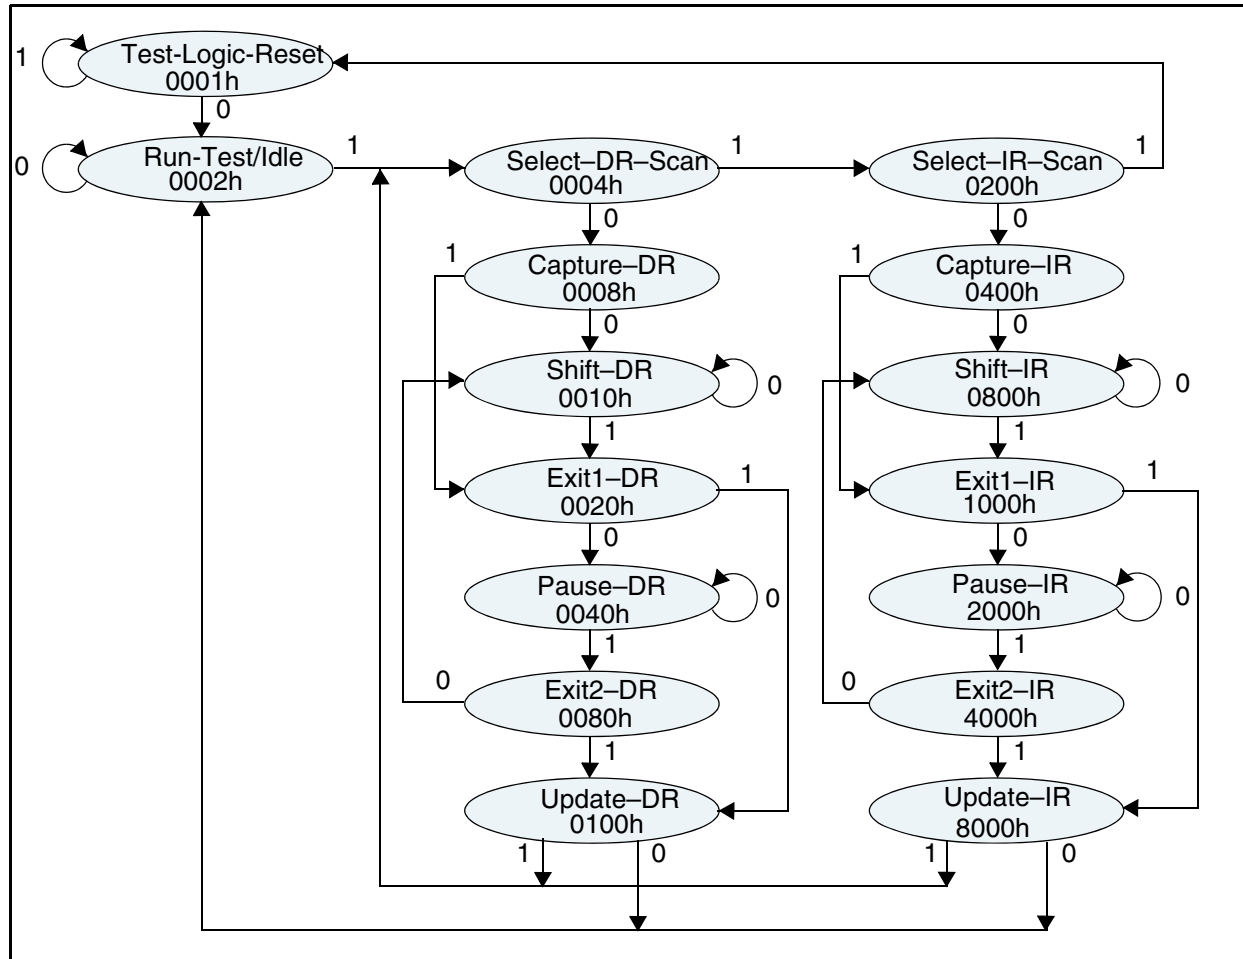 Test-Logic-Reset
0001h
1
0
Run-Test/Idle
0002h
0
1
Select–DR–Scan
0004h
1
Select–IR–Scan
0200h
1
0
0
1
Capture–DR
0008h
1
Capture–IR
0400h
0
0
Shift–DR
0010h
0
Shift–IR
0800h
0
1
1
Exit1–DR
0020h
1
Exit1–IR
1000h
1
0
0
Pause–DR
0040h
0
Pause–IR
2000h
0
1
1
0
Exit2–DR
0080h
0
Exit2–IR
4000h
1
1
Update–DR
0100h
Update–IR
8000h
1
0
1
0